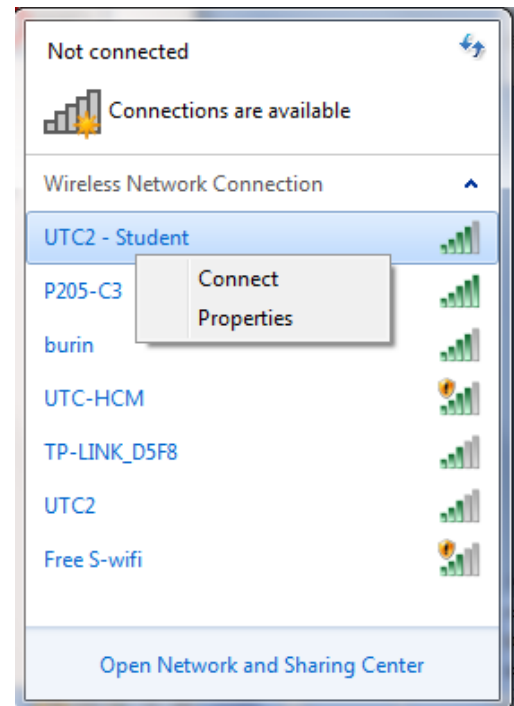 Not connected
Connections are available
Wireless Network Connection
UTC2 - Student
Connect
P205-C3
Properties
burin
UTC-HCM
TP-LINK_D5F8
UTC2
Free S-wifi
Open Network and Sharing Center